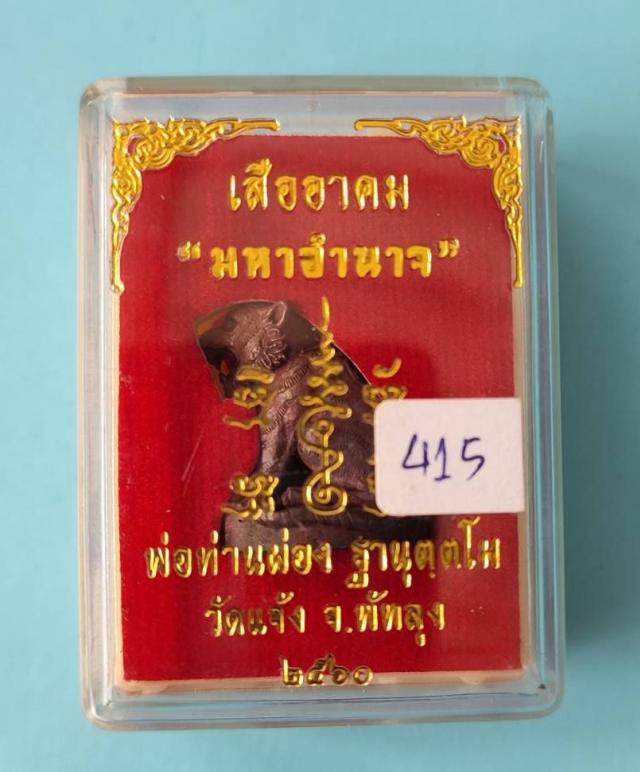 เสืออาคม
“มหาอำนาจ”
415
พ่อท่านผ่อง ฐานุตฺตโม
วัดแจ้ง จ.พัทลุง
๒๕๖๐